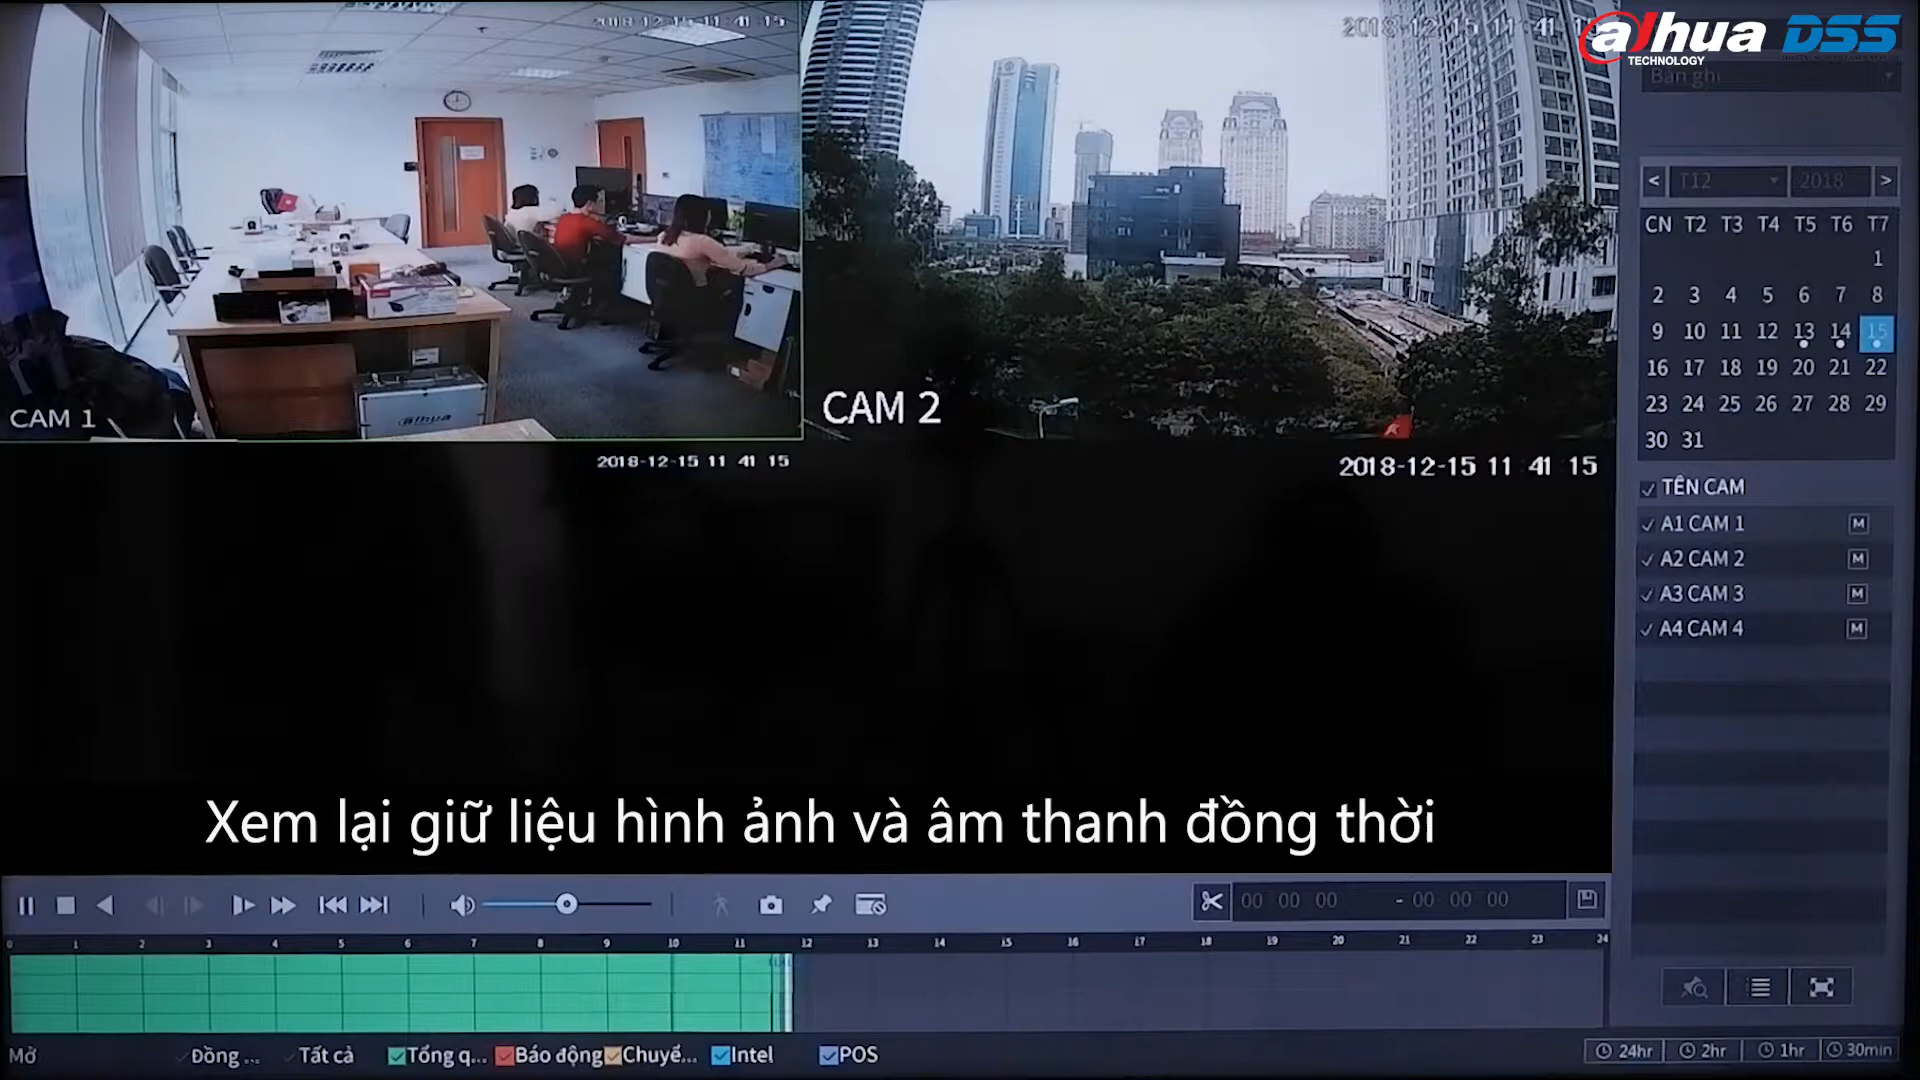 2018-12-15 11 41 15
2018-12-15 11 41
alhua DSS
TECHNOLOGY
Bản ghi
< T12 2018 >
CN T2 T3 T4 T5 T6 T7
1
2 3 4 5 6 7 8
9 10 11 12 13 14 15
16 17 18 19 20 21 22
23 24 25 26 27 28 29
30 31
CAM 1
alhua
CAM 2
2018-12-15 11 41 15
2018-12-15 11 41 15
TÊN CAM
A1 CAM 1 M
A2 CAM 2 M
A3 CAM 3 M
A4 CAM 4 M
Xem lại giữ liệu hình ảnh và âm thanh đồng thời
00 00 00 - 00 00 00
0 1 2 3 4 5 6 7 8 9 10 11 12 13 14 15 16 17 18 19 20 21 22 23 24
Mở Đồng ... Tất cả Tổng q... Báo động Chuyể... Intel POS
24hr 2hr 1hr 30min